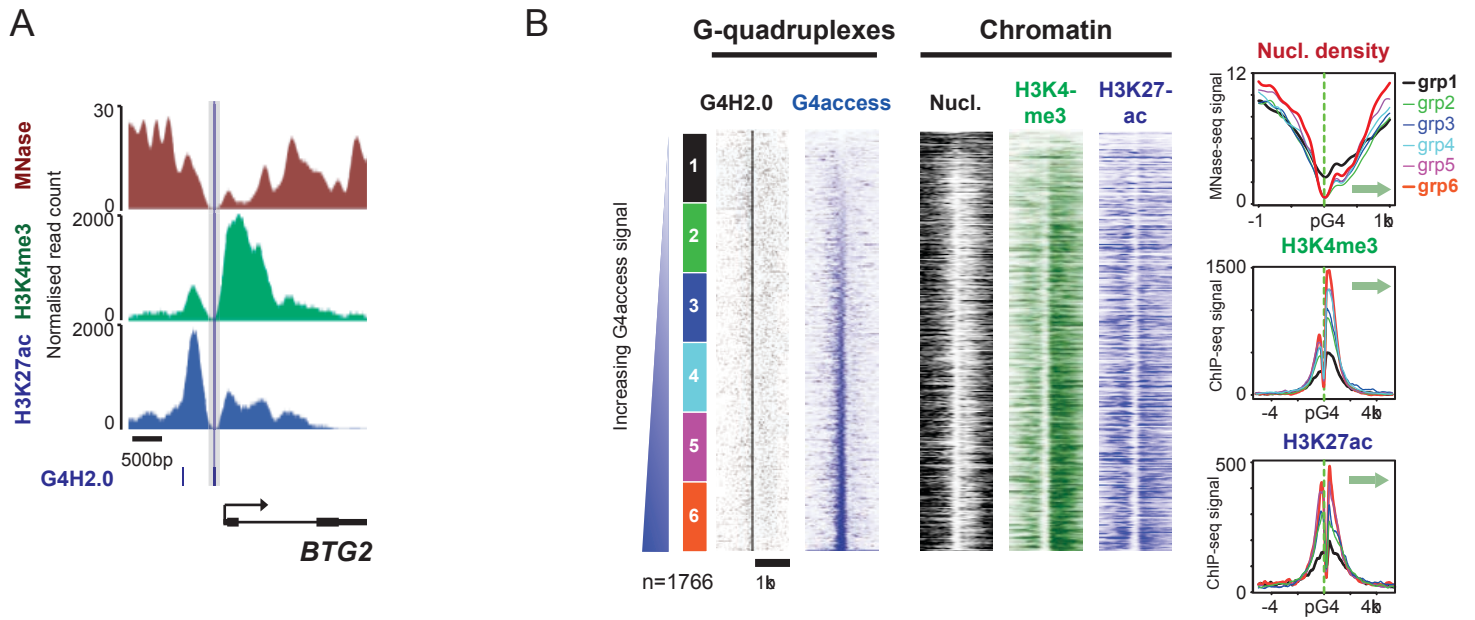 A
30
MNase
0
2000
H3K4me3
Normalised read count
0
2000
H3K27ac
0
500bp
G4H2.0
BTG2
B
G-quadruplexes
Chromatin
G4H2.0
G4access
Nucl.
H3K4-
me3
H3K27-
ac
Increasing G4access signal
1
2
3
4
5
6
n=1766
1kb
Nucl. density
12
MNase-seq signal
0
-1
pG4
1kb
grp1
grp2
grp3
grp4
grp5
grp6
H3K4me3
1500
ChIP-seq signal
0
-4
pG4
4kb
H3K27ac
500
ChIP-seq signal
0
-4
pG4
4kb